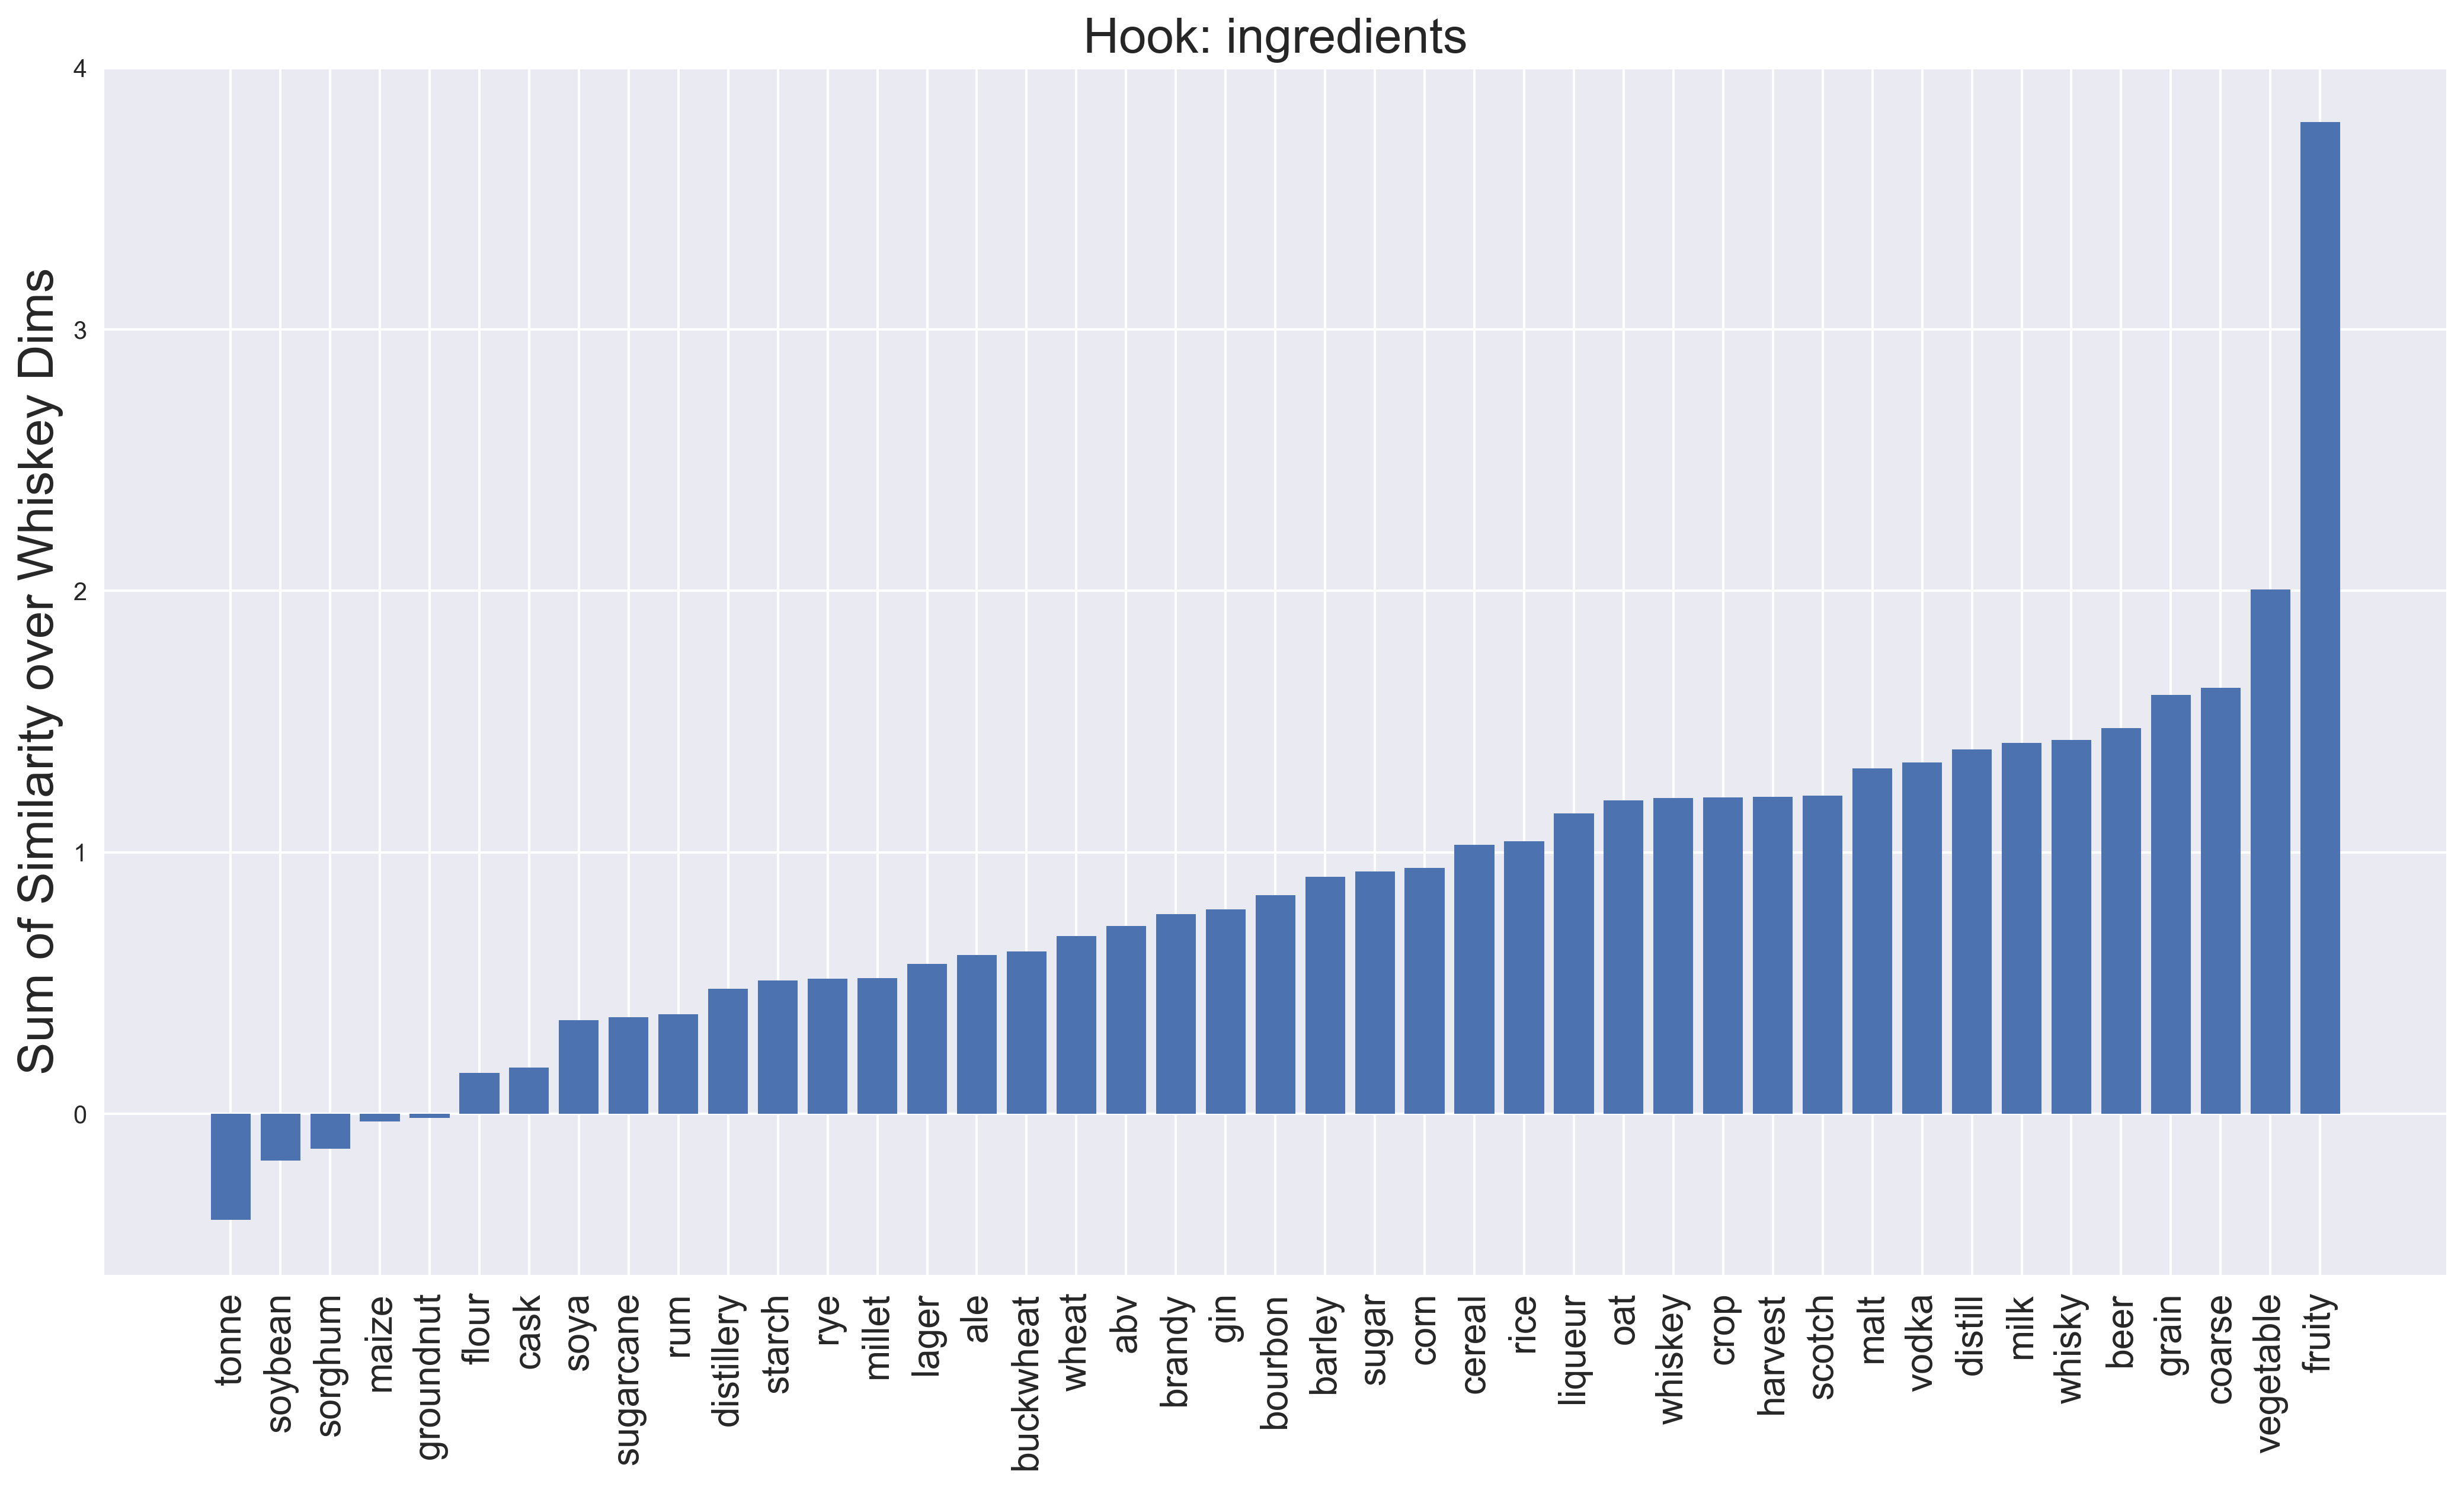 Hook: ingredients
Sum of Similarity over Whiskey Dims
4
3
2
1
0
tonne
soybean
sorghum
maize
groundnut
flour
cask
soya
sugarcane
rum
distillery
starch
rye
millet
lager
ale
buckwheat
wheat
abv
brandy
gin
bourbon
barley
sugar
corn
cereal
rice
liqueur
oat
whiskey
crop
harvest
scotch
malt
vodka
distill
milk
whisky
beer
grain
coarse
vegetable
fruity